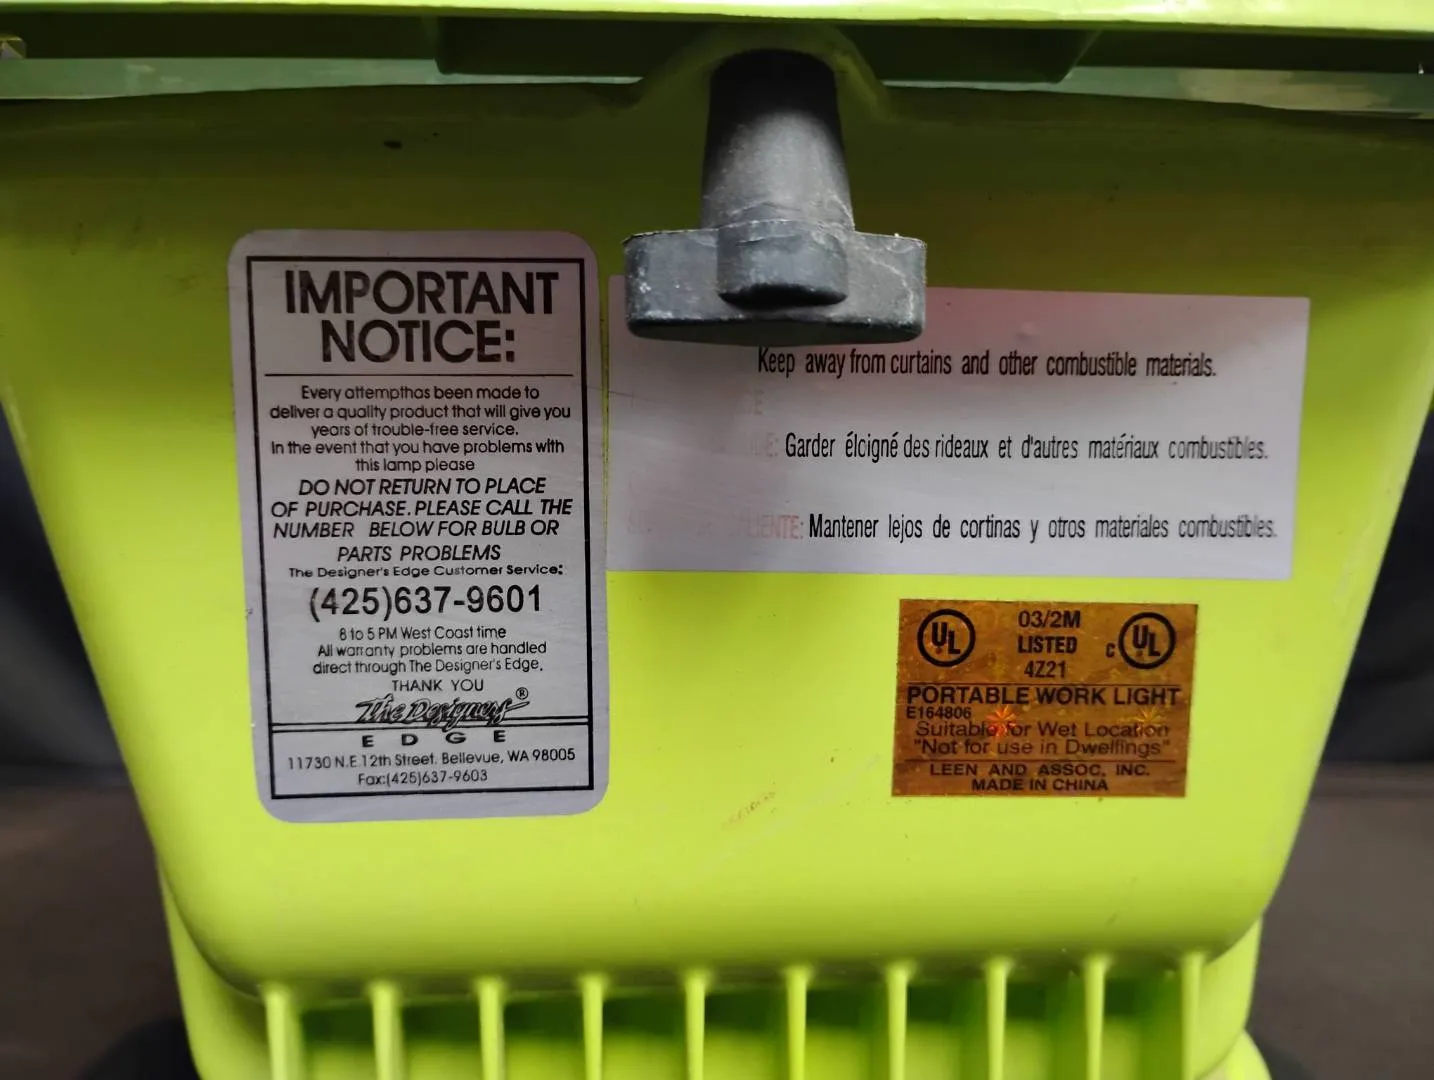 IMPORTANT
NOTICE:
Every attempthas been made to
deliver a quality product that will give you
years of trouble-free service.
In the event that you have problems with
this lamp please
DO NOT RETURN TO PLACE
OF PURCHASE. PLEASE CALL THE
NUMBER BELOW FOR BULB OR
PARTS PROBLEMS
The Designer's Edge Customer Service:
(425)637-9601
8 to 5 PM West Coast time
All warranty problems are handled
direct through The Designer's Edge.
THANK YOU
The Designers ®
EDGE
11730 N.E. 12th Street. Bellevue, WA 98005
Fax:(425)637-9603
Keep away from curtains and other combustible materials.
Garder éloigné des rideaux et d'autres matériaux combustibles.
Mantener lejos de cortinas y otros materiales combustibles.
UL 03/2M c UL
LISTED
4Z21
PORTABLE WORK LIGHT
E164806
Suitable for Wet Location
"Not for use in Dwellings"
LEEN AND ASSOC. INC.
MADE IN CHINA